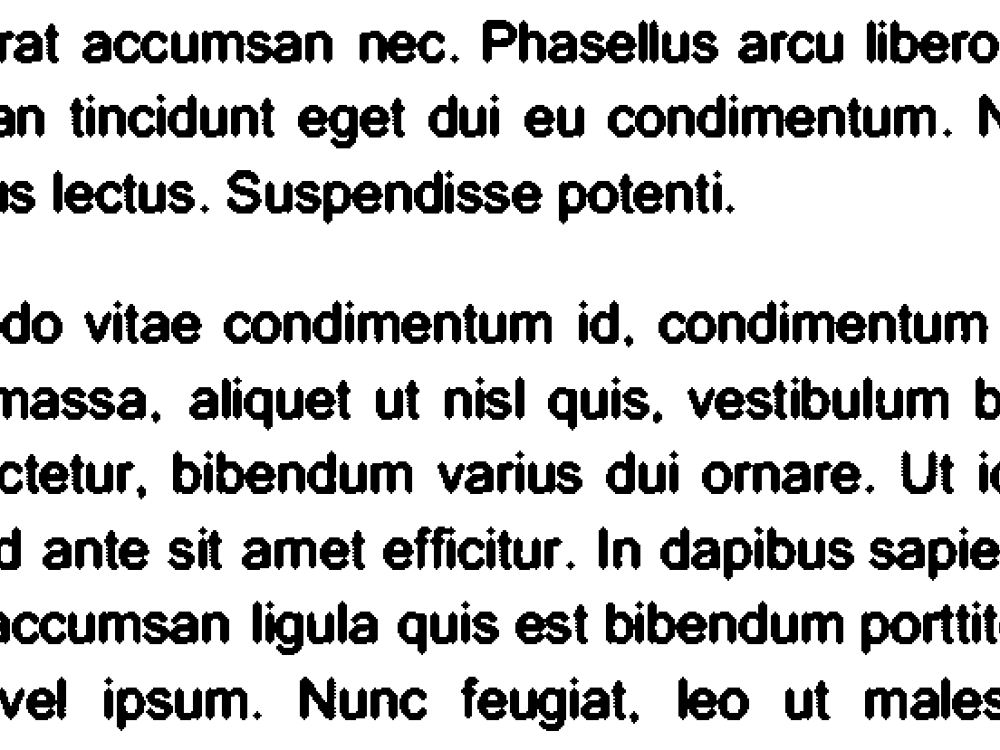 rat accumsan nec. Phasellus arcu libero
an tincidunt eget dui eu condimentum. N
us lectus. Suspendisse potenti.
do vitae condimentum id, condimentum
massa, aliquet ut nisl quis, vestibulum b
ctetur, bibendum varius dui ornare. Ut id
d ante sit amet efficitur. In dapibus sapie
accumsan ligula quis est bibendum porttit
vel ipsum. Nunc feugiat, leo ut males